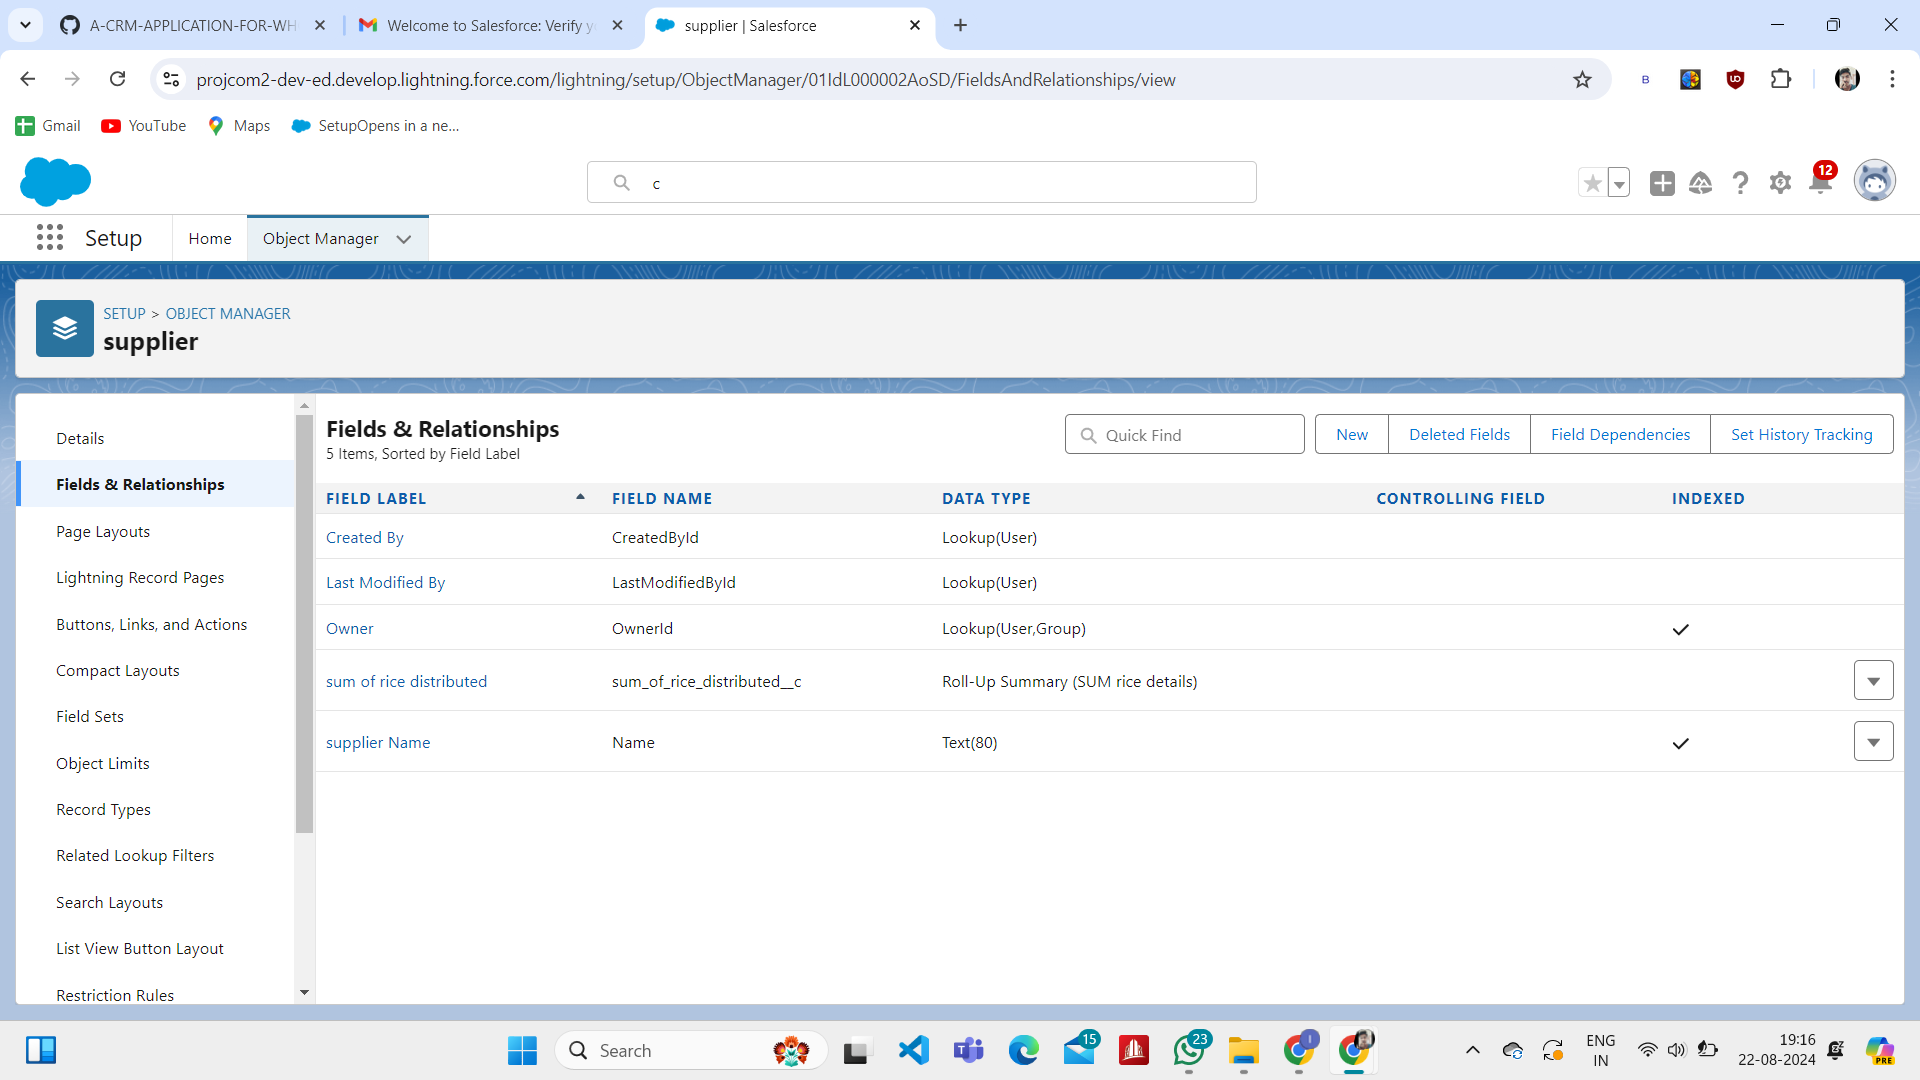 A-CRM-APPLICATION-FOR-WH
Welcome to Salesforce: Verify y
supplier | Salesforce
projcom2-dev-ed.develop.lightning.force.com/lightning/setup/ObjectManager/01IdL000002AoSD/FieldsAndRelationships/view
B
Gmail
YouTube
Maps
SetupOpens in a ne...
c
12
Setup
Home
Object Manager
SETUP > OBJECT MANAGER
supplier
Details
Fields & Relationships
Page Layouts
Lightning Record Pages
Buttons, Links, and Actions
Compact Layouts
Field Sets
Object Limits
Record Types
Related Lookup Filters
Search Layouts
List View Button Layout
Restriction Rules
Fields & Relationships
5 Items, Sorted by Field Label
Quick Find
New
Deleted Fields
Field Dependencies
Set History Tracking
FIELD LABEL FIELD NAME DATA TYPE CONTROLLING FIELD INDEXED
Created By CreatedById Lookup(User)
Last Modified By LastModifiedById Lookup(User)
Owner OwnerId Lookup(User,Group)
sum of rice distributed sum_of_rice_distributed__c Roll-Up Summary (SUM rice details)
supplier Name Name Text(80)
Search
15
23
ENG
IN
19:16
22-08-2024
PRE